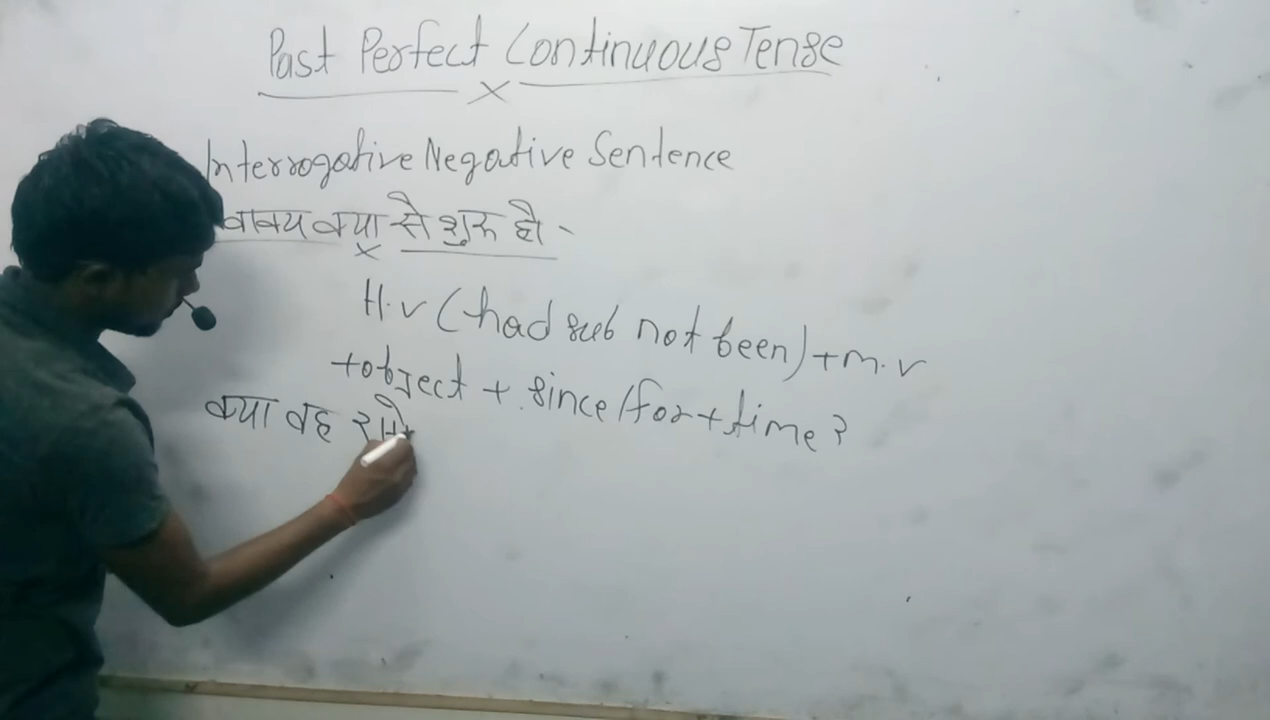 Past Perfect Continuous Tense
Interrogative Negative Sentence
वाक्य क्या से शुरू हो -
H.v (had sub not been) + m.v
+ object + since/for + time?
क्या वह